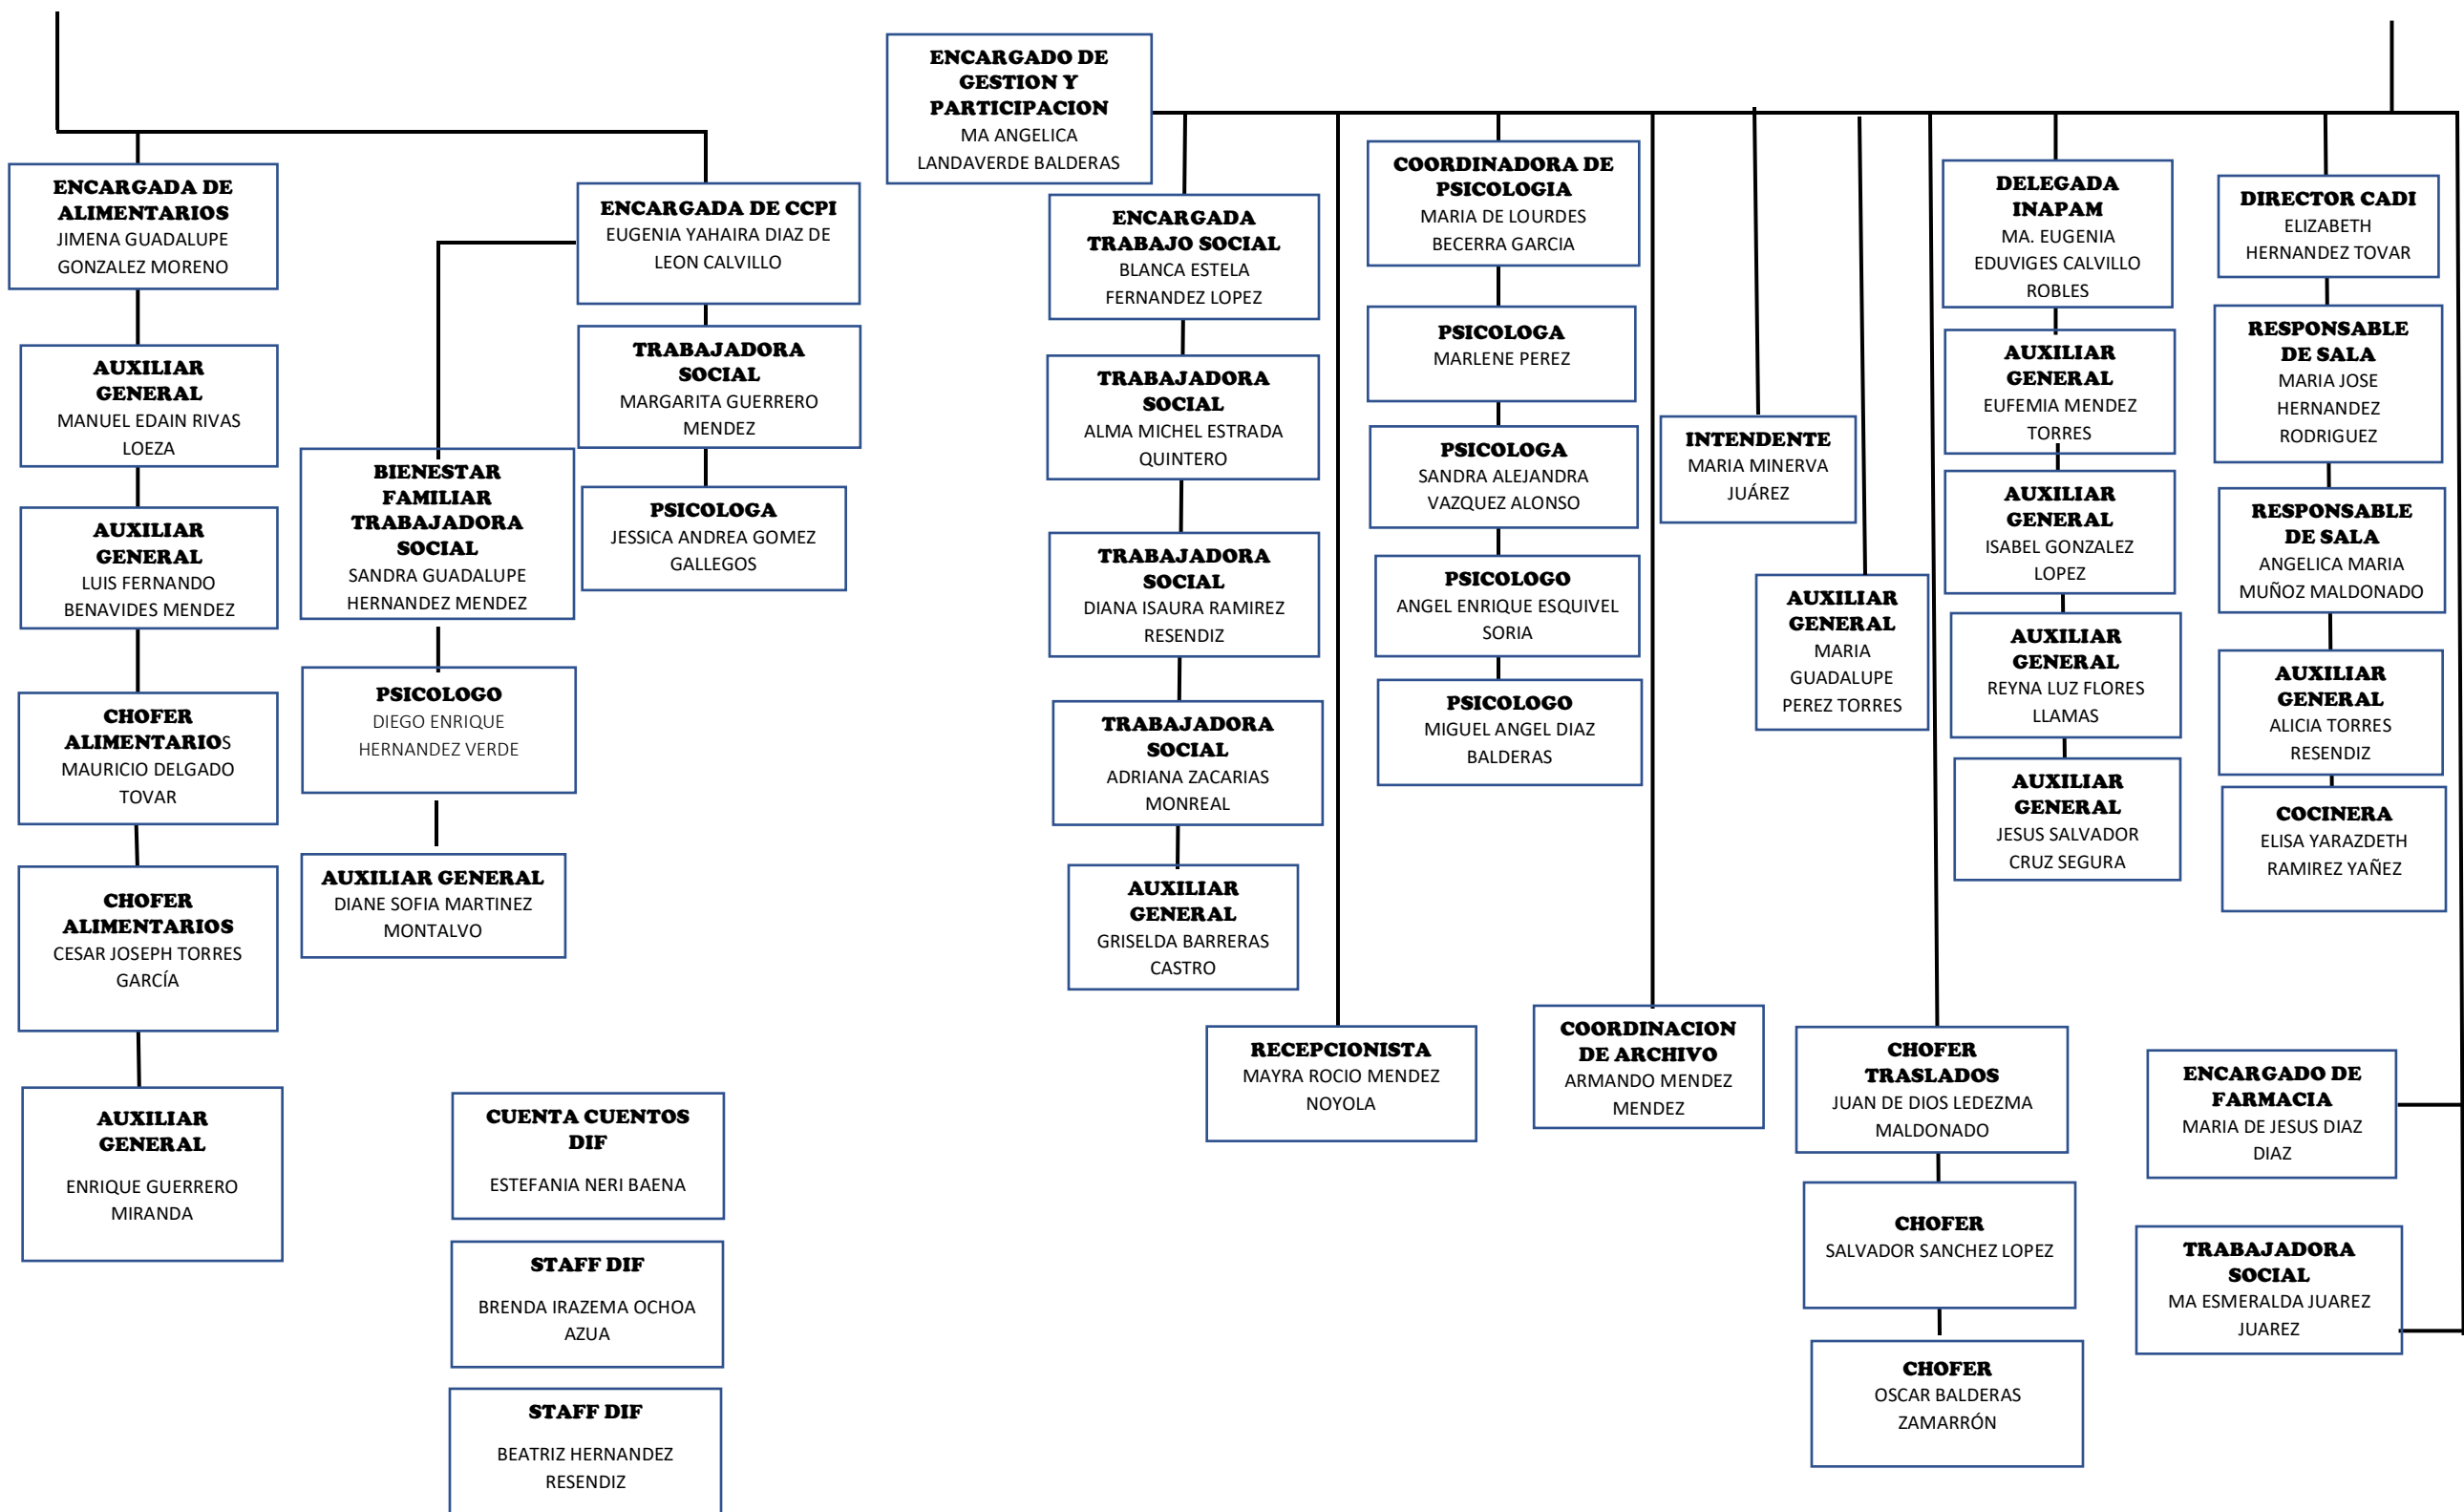 ENCARGADO DE
GESTION Y
PARTICIPACION
MA ANGELICA
LANDAVERDE BALDERAS
ENCARGADA DE
ALIMENTARIOS
JIMENA GUADALUPE
GONZALEZ MORENO
AUXILIAR
GENERAL
MANUEL EDAIN RIVAS
LOEZA
AUXILIAR
GENERAL
LUIS FERNANDO
BENAVIDES MENDEZ
CHOFER
ALIMENTARIOS
MAURICIO DELGADO
TOVAR
CHOFER
ALIMENTARIOS
CESAR JOSEPH TORRES
GARCÍA
AUXILIAR
GENERAL
ENRIQUE GUERRERO
MIRANDA
ENCARGADA DE CCPI
EUGENIA YAHAIRA DIAZ DE
LEON CALVILLO
TRABAJADORA
SOCIAL
MARGARITA GUERRERO
MENDEZ
PSICOLOGA
JESSICA ANDREA GOMEZ
GALLEGOS
BIENESTAR
FAMILIAR
TRABAJADORA
SOCIAL
SANDRA GUADALUPE
HERNANDEZ MENDEZ
PSICOLOGO
DIEGO ENRIQUE
HERNANDEZ VERDE
AUXILIAR GENERAL
DIANE SOFIA MARTINEZ
MONTALVO
CUENTA CUENTOS
DIF
ESTEFANIA NERI BAENA
STAFF DIF
BRENDA IRAZEMA OCHOA
AZUA
STAFF DIF
BEATRIZ HERNANDEZ
RESENDIZ
ENCARGADA
TRABAJO SOCIAL
BLANCA ESTELA
FERNANDEZ LOPEZ
TRABAJADORA
SOCIAL
ALMA MICHEL ESTRADA
QUINTERO
TRABAJADORA
SOCIAL
DIANA ISAURA RAMIREZ
RESENDIZ
TRABAJADORA
SOCIAL
ADRIANA ZACARIAS
MONREAL
AUXILIAR
GENERAL
GRISELDA BARRERAS
CASTRO
RECEPCIONISTA
MAYRA ROCIO MENDEZ
NOYOLA
COORDINADORA DE
PSICOLOGIA
MARIA DE LOURDES
BECERRA GARCIA
PSICOLOGA
MARLENE PEREZ
PSICOLOGA
SANDRA ALEJANDRA
VAZQUEZ ALONSO
PSICOLOGO
ANGEL ENRIQUE ESQUIVEL
SORIA
PSICOLOGO
MIGUEL ANGEL DIAZ
BALDERAS
COORDINACION
DE ARCHIVO
ARMANDO MENDEZ
MENDEZ
INTENDENTE
MARIA MINERVA
JUÁREZ
AUXILIAR
GENERAL
MARIA
GUADALUPE
PEREZ TORRES
CHOFER
TRASLADOS
JUAN DE DIOS LEDEZMA
MALDONADO
CHOFER
SALVADOR SANCHEZ LOPEZ
CHOFER
OSCAR BALDERAS
ZAMARRÓN
DELEGADA
INAPAM
MA. EUGENIA
EDUVIGES CALVILLO
ROBLES
AUXILIAR
GENERAL
EUFEMIA MENDEZ
TORRES
AUXILIAR
GENERAL
ISABEL GONZALEZ
LOPEZ
AUXILIAR
GENERAL
REYNA LUZ FLORES
LLAMAS
AUXILIAR
GENERAL
JESUS SALVADOR
CRUZ SEGURA
DIRECTOR CADI
ELIZABETH
HERNANDEZ TOVAR
RESPONSABLE
DE SALA
MARIA JOSE
HERNANDEZ
RODRIGUEZ
RESPONSABLE
DE SALA
ANGELICA MARIA
MUÑOZ MALDONADO
AUXILIAR
GENERAL
ALICIA TORRES
RESENDIZ
COCINERA
ELISA YARAZDETH
RAMIREZ YAÑEZ
ENCARGADO DE
FARMACIA
MARIA DE JESUS DIAZ
DIAZ
TRABAJADORA
SOCIAL
MA ESMERALDA JUAREZ
JUAREZ